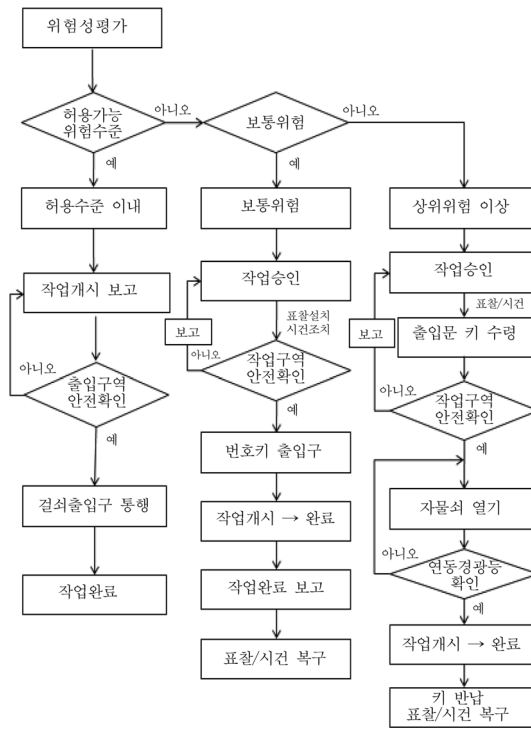 위험성평가
허용가능
위험수준
아니오
예
보통위험
아니오
예
허용수준 이내
보통위험
상위위험 이상
작업개시 보고
작업승인
작업승인
보고
표찰설치
시건조치
표찰/시건
보고
출입문 키 수령
아니오
출입구역
안전확인
예
아니오
작업구역
안전확인
예
아니오
작업구역
안전확인
예
번호키 출입구
걸쇠출입구 통행
작업개시 → 완료
자물쇠 열기
아니오
연동경광등
확인
예
작업완료
작업완료 보고
표찰/시건 복구
작업개시 → 완료
키 반납
표찰/시건 복구